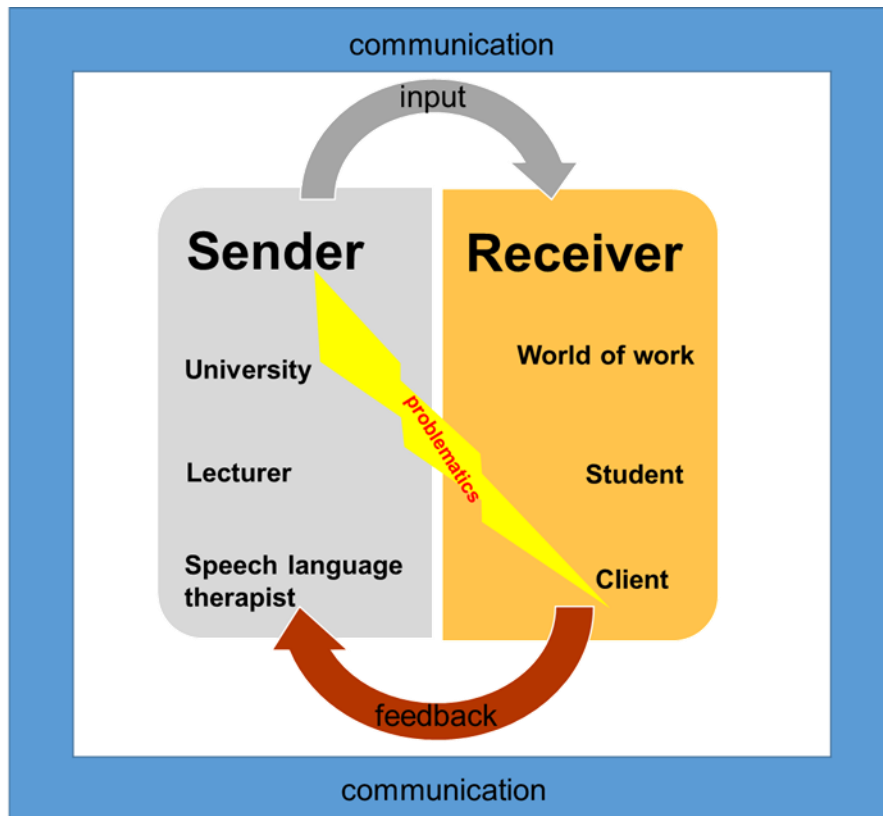 communication
input
Sender
Receiver
University
World of work
problematics
Lecturer
Student
Speech language
therapist
Client
feedback
communication